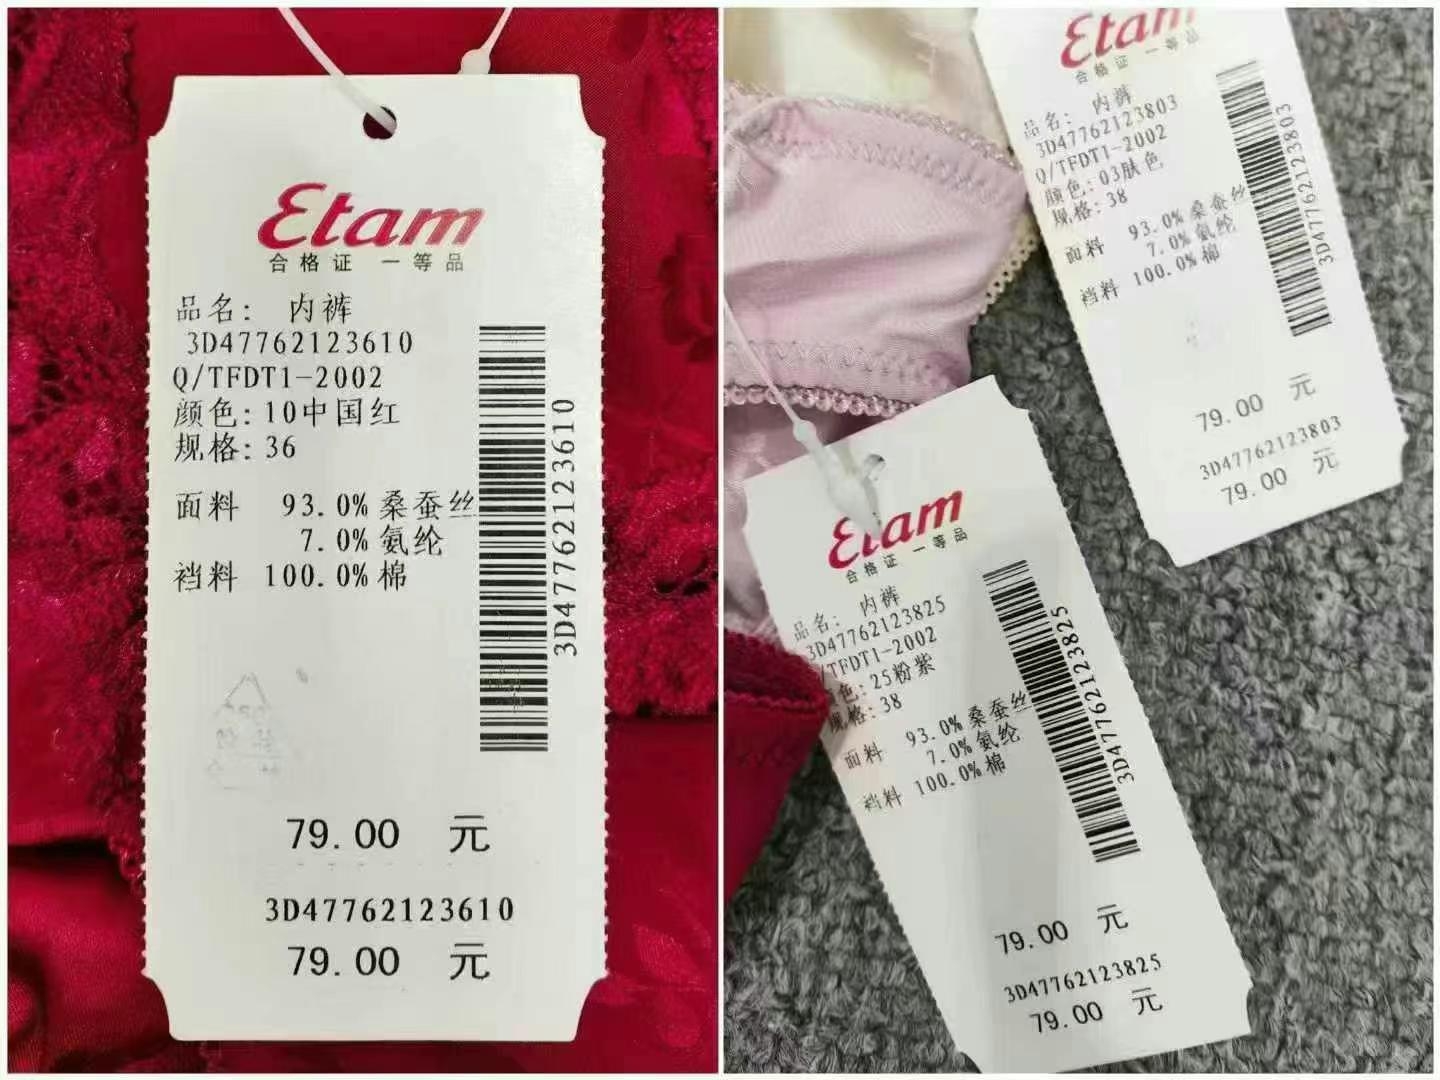 Etam
合格证 一等品
品名: 内裤
3D47762123610
Q/TFDT1-2002
颜色:10中国红
规格:36
面料 93.0%桑蚕丝
7.0%氨纶
裆料 100.0%棉
3D47762123610
79.00 元
3D47762123610
79.00 元
Etam
合格证 一等品
品名: 内裤
3D47762123803
Q/TFDT1-2002
颜色:03肤色
规格:38
面料 93.0%桑蚕丝
7.0%氨纶
裆料 100.0%棉
3D47762123803
79.00 元
3D47762123803
79.00 元
Etam
合格证 一等品
品名: 内裤
3D47762123825
/TFDT1-2002
色:25粉紫
规格:38
面料 93.0%桑蚕丝
7.0%氨纶
裆料 100.0%棉
3D47762123825
79.00 元
3D47762123825
79.00 元